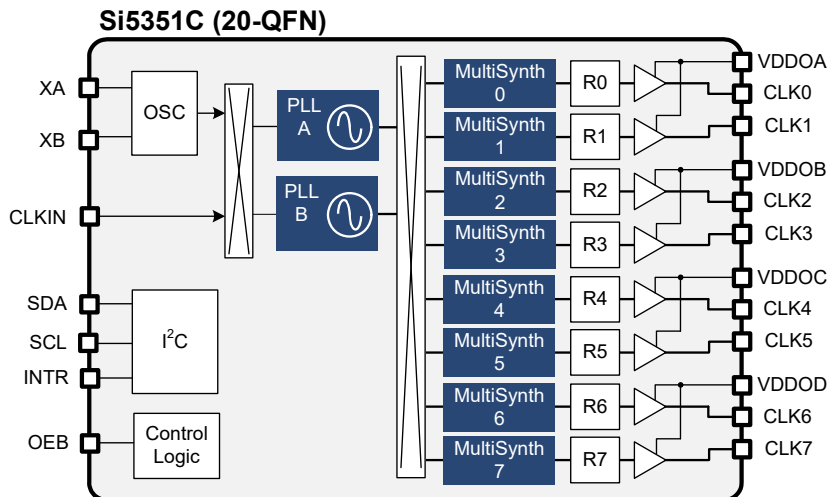 Si5351C (20-QFN)
XA
XB
CLKIN
SDA
SCL
INTR
OEB
OSC
I²C
Control
Logic
PLL
A
PLL
B
MultiSynth
0
MultiSynth
1
MultiSynth
2
MultiSynth
3
MultiSynth
4
MultiSynth
5
MultiSynth
6
MultiSynth
7
R0
R1
R2
R3
R4
R5
R6
R7
VDDOA
CLK0
CLK1
VDDOB
CLK2
CLK3
VDDOC
CLK4
CLK5
VDDOD
CLK6
CLK7